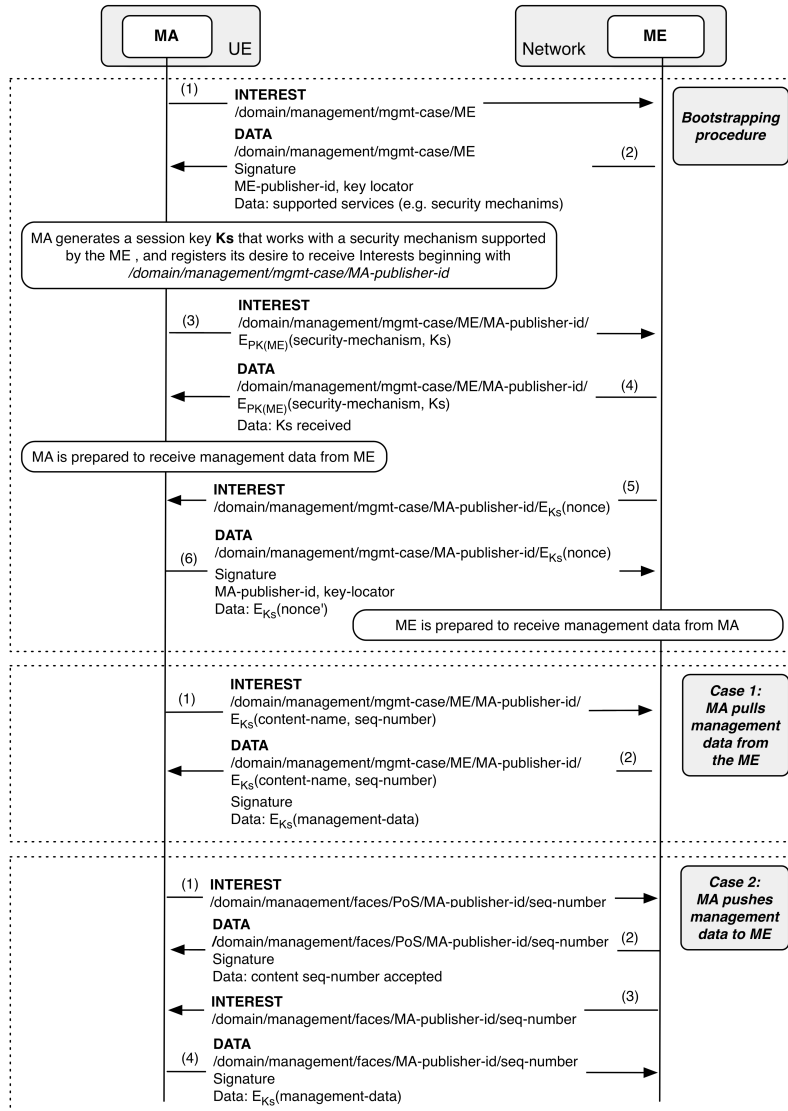 MA
UE
Network
ME
(1)
INTEREST
/domain/management/mgmt-case/ME
Bootstrapping
procedure
DATA
/domain/management/mgmt-case/ME
(2)
Signature
ME-publisher-id, key locator
Data: supported services (e.g. security mechanims)
MA generates a session key Ks that works with a security mechanism supported
by the ME , and registers its desire to receive Interests beginning with
/domain/management/mgmt-case/MA-publisher-id
INTEREST
(3)
/domain/management/mgmt-case/ME/MA-publisher-id/
EPK(ME)(security-mechanism, Ks)
DATA
/domain/management/mgmt-case/ME/MA-publisher-id/
(4)
EPK(ME)(security-mechanism, Ks)
Data: Ks received
MA is prepared to receive management data from ME
INTEREST
(5)
/domain/management/mgmt-case/MA-publisher-id/EKs(nonce)
DATA
/domain/management/mgmt-case/MA-publisher-id/EKs(nonce)
(6)
Signature
MA-publisher-id, key-locator
Data: EKs(nonce')
ME is prepared to receive management data from MA
INTEREST
(1)
/domain/management/mgmt-case/ME/MA-publisher-id/
EKs(content-name, seq-number)
Case 1:
MA pulls
management
data from
the ME
DATA
/domain/management/mgmt-case/ME/MA-publisher-id/
(2)
EKs(content-name, seq-number)
Signature
Data: EKs(management-data)
(1)
INTEREST
/domain/management/faces/PoS/MA-publisher-id/seq-number
Case 2:
MA pushes
management
data to ME
DATA
/domain/management/faces/PoS/MA-publisher-id/seq-number
(2)
Signature
Data: content seq-number accepted
INTEREST
(3)
/domain/management/faces/MA-publisher-id/seq-number
DATA
(4)
/domain/management/faces/MA-publisher-id/seq-number
Signature
Data: EKs(management-data)